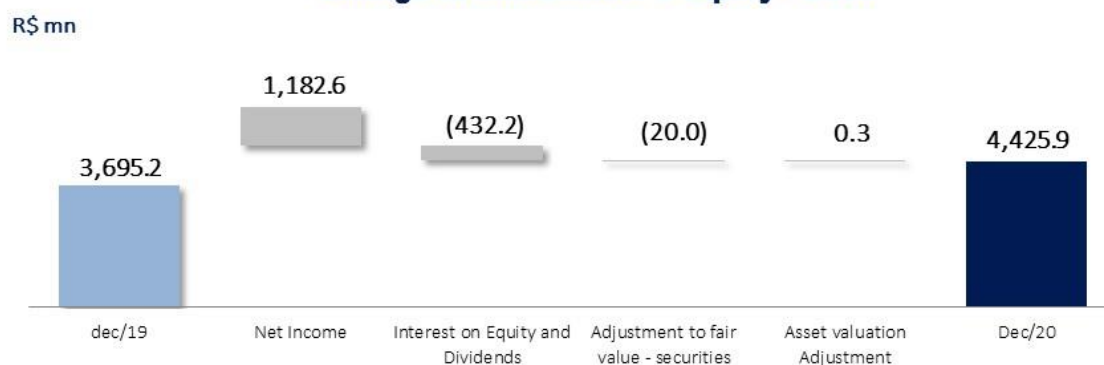 R$ mn
1,182.6
(432.2)
(20.0)
0.3
4,425.9
3,695.2
dec/19
Net Income
Interest on Equity and
Dividends
Adjustment to fair
value - securities
Asset valuation
Adjustment
Dec/20